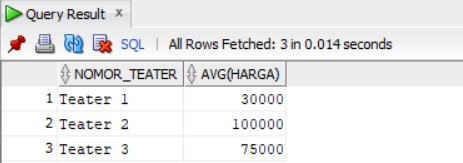 Query Result x
SQL | All Rows Fetched: 3 in 0.014 seconds
NOMOR_TEATER AVG(HARGA)
1 Teater 1 30000
2 Teater 2 100000
3 Teater 3 75000